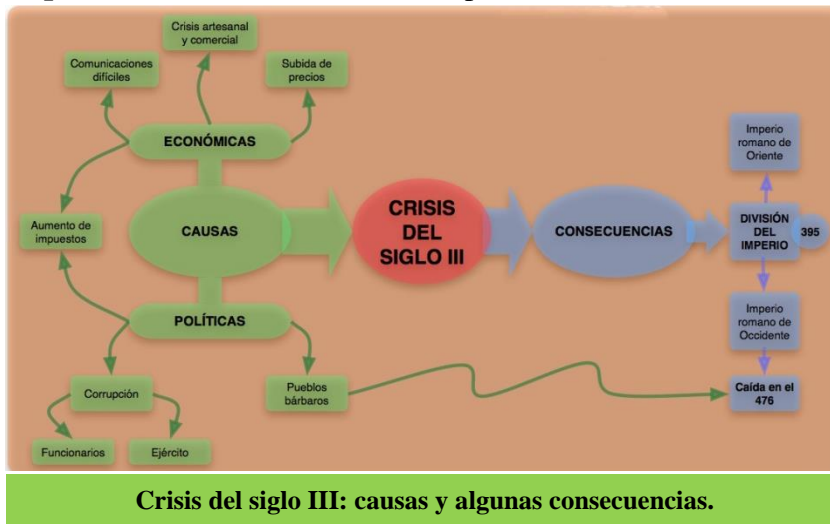 Crisis artesanal
y comercial
Comunicaciones
difíciles
Subida de
precios
ECONÓMICAS
Imperio
romano de
Oriente
Aumento de
impuestos
CAUSAS
CRISIS
DEL
SIGLO III
CONSECUENCIAS
DIVISIÓN
DEL
IMPERIO
395
POLÍTICAS
Imperio
romano de
Occidente
Corrupción
Pueblos
bárbaros
Caída en el
476
Funcionarios
Ejército
Crisis del siglo III: causas y algunas consecuencias.